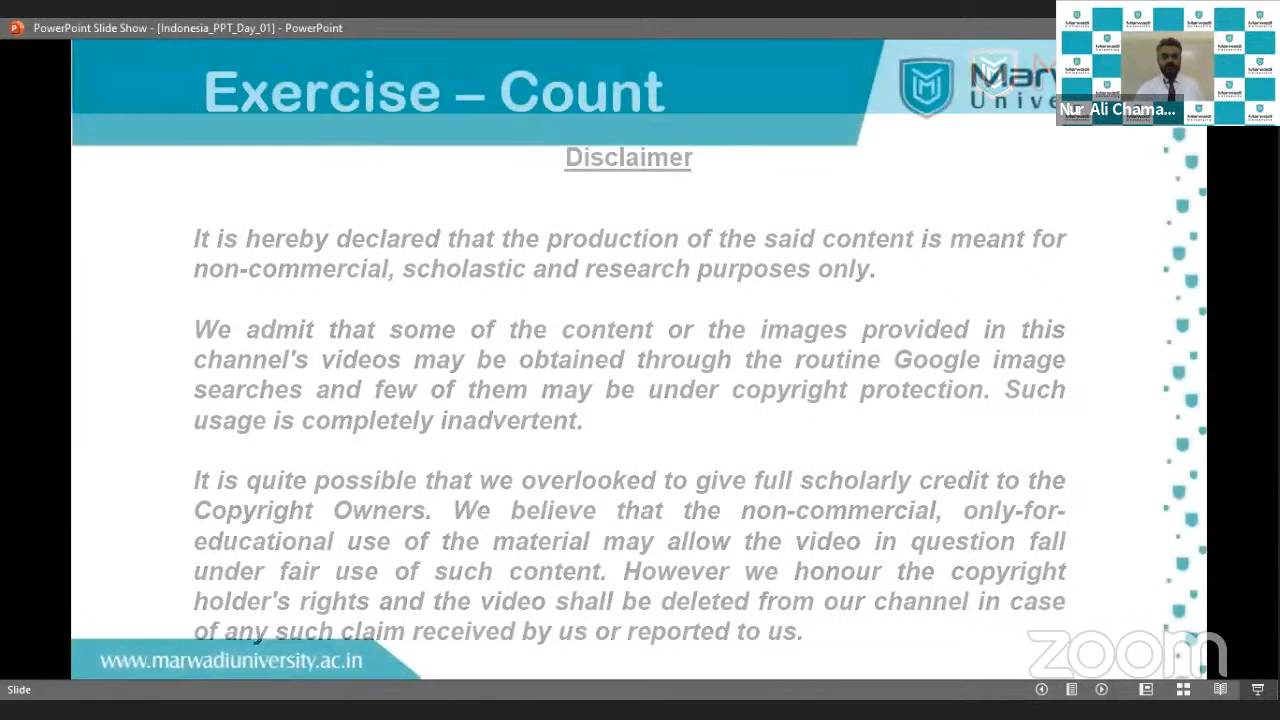 PowerPoint Slide Show - [Indonesia_PPT_Day_01] - PowerPoint
Exercise – Count
Nur Ali Chama...
Disclaimer
It is hereby declared that the production of the said content is meant for
non-commercial, scholastic and research purposes only.
We admit that some of the content or the images provided in this
channel's videos may be obtained through the routine Google image
searches and few of them may be under copyright protection. Such
usage is completely inadvertent.
It is quite possible that we overlooked to give full scholarly credit to the
Copyright Owners. We believe that the non-commercial, only-for-
educational use of the material may allow the video in question fall
under fair use of such content. However we honour the copyright
holder's rights and the video shall be deleted from our channel in case
of any such claim received by us or reported to us.
www.marwadiuniversity.ac.in
zoom
Slide